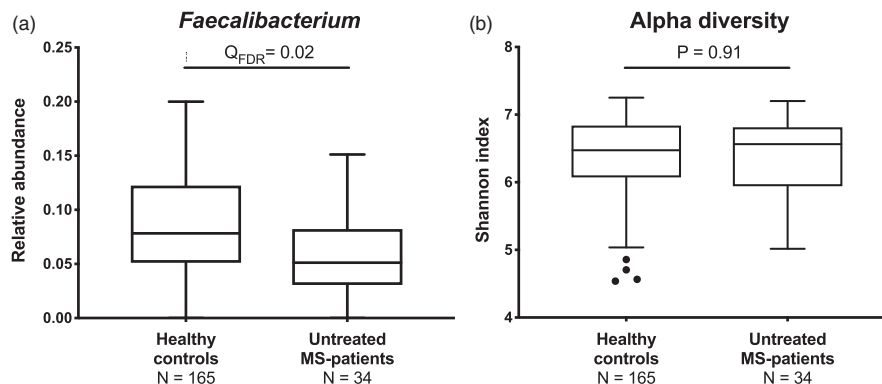 (a)
Faecalibacterium
Q_FDR= 0.02
Relative abundance
0.25
0.20
0.15
0.10
0.05
0.00
Healthy
controls
N = 165
Untreated
MS-patients
N = 34
(b)
Alpha diversity
P = 0.91
Shannon index
8
7
6
5
4
Healthy
controls
N = 165
Untreated
MS-patients
N = 34